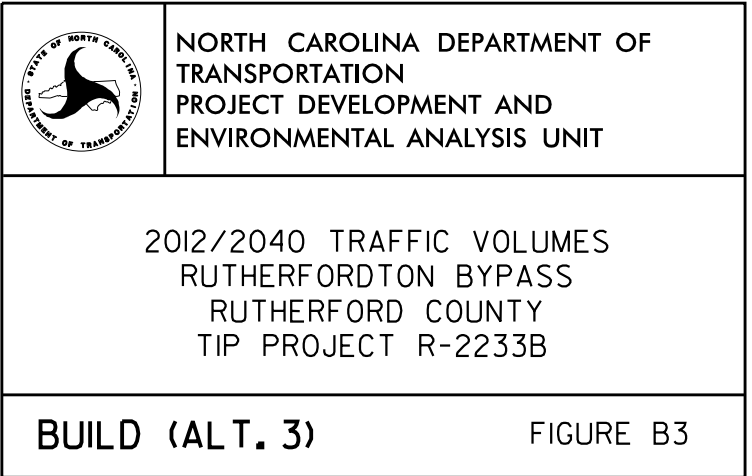 STATE OF NORTH CAROLINA
DEPARTMENT OF TRANSPORTATION
NORTH CAROLINA DEPARTMENT OF
TRANSPORTATION
PROJECT DEVELOPMENT AND
ENVIRONMENTAL ANALYSIS UNIT
2012/2040 TRAFFIC VOLUMES
RUTHERFORDTON BYPASS
RUTHERFORD COUNTY
TIP PROJECT R-2233B
BUILD (ALT. 3)
FIGURE B3